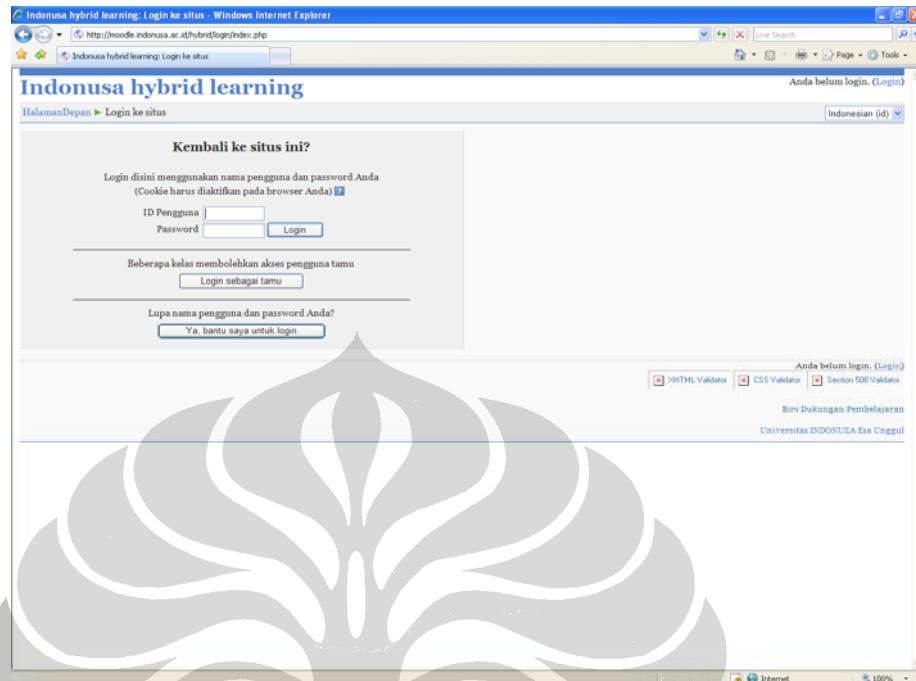 Indonusa hybrid learning: Login ke situs - Windows Internet Explorer
http://moodle.indonusa.ac.id/hybrid/login/index.php
Live Search
Indonusa hybrid learning: Login ke situs
Page
Tools
Indonusa hybrid learning
Anda belum login. (Login)
HalamanDepan ► Login ke situs
Indonesian (id)
Kembali ke situs ini?
Login disini menggunakan nama pengguna dan password Anda
(Cookie harus diaktifkan pada browser Anda) ?
ID Pengguna
Password
Login
Beberapa kelas membolehkan akses pengguna tamu
Login sebagai tamu
Lupa nama pengguna dan password Anda?
Ya, bantu saya untuk login
Anda belum login. (Login)
XHTML Validator
CSS Validator
Section 508 Validator
Biro Dukungan Pembelajaran
Universitas INDONUSA Esa Unggul
Internet
100%